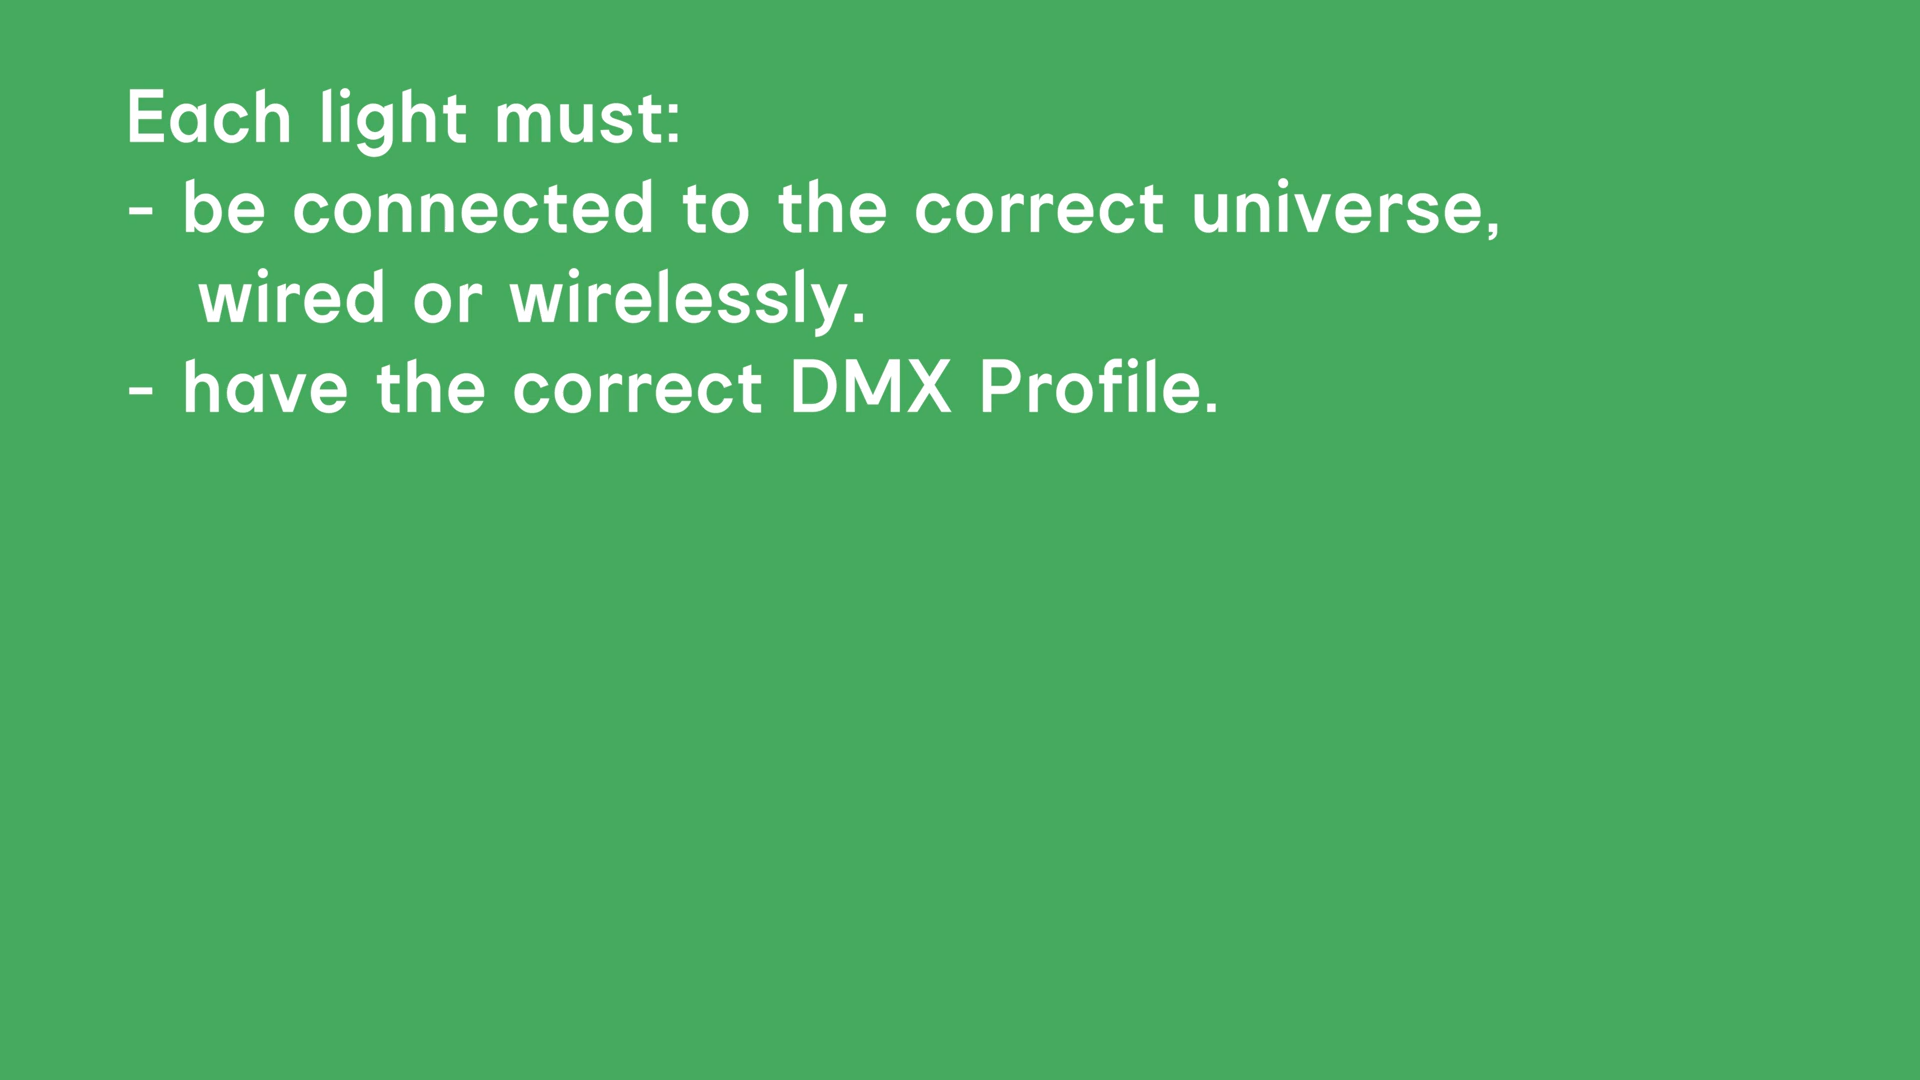 Each light must:
- be connected to the correct universe,
wired or wirelessly.
- have the correct DMX Profile.